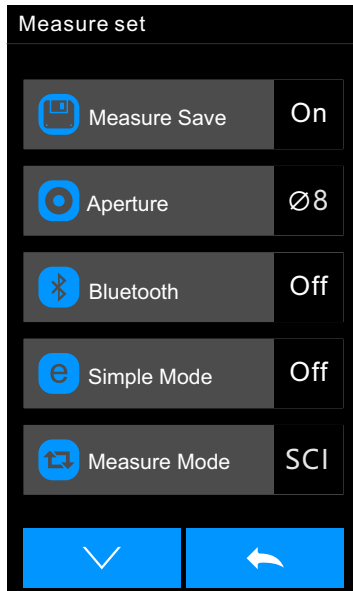 Measure set
Measure Save On
Aperture ∅8
Bluetooth Off
e Simple Mode Off
Measure Mode SCI